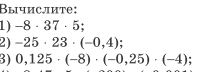 Вычислите:
1) –8 · 37 · 5;
2) –25 · 23 · (–0,4);
3) 0,125 · (–8) · (–0,25) · (–4);